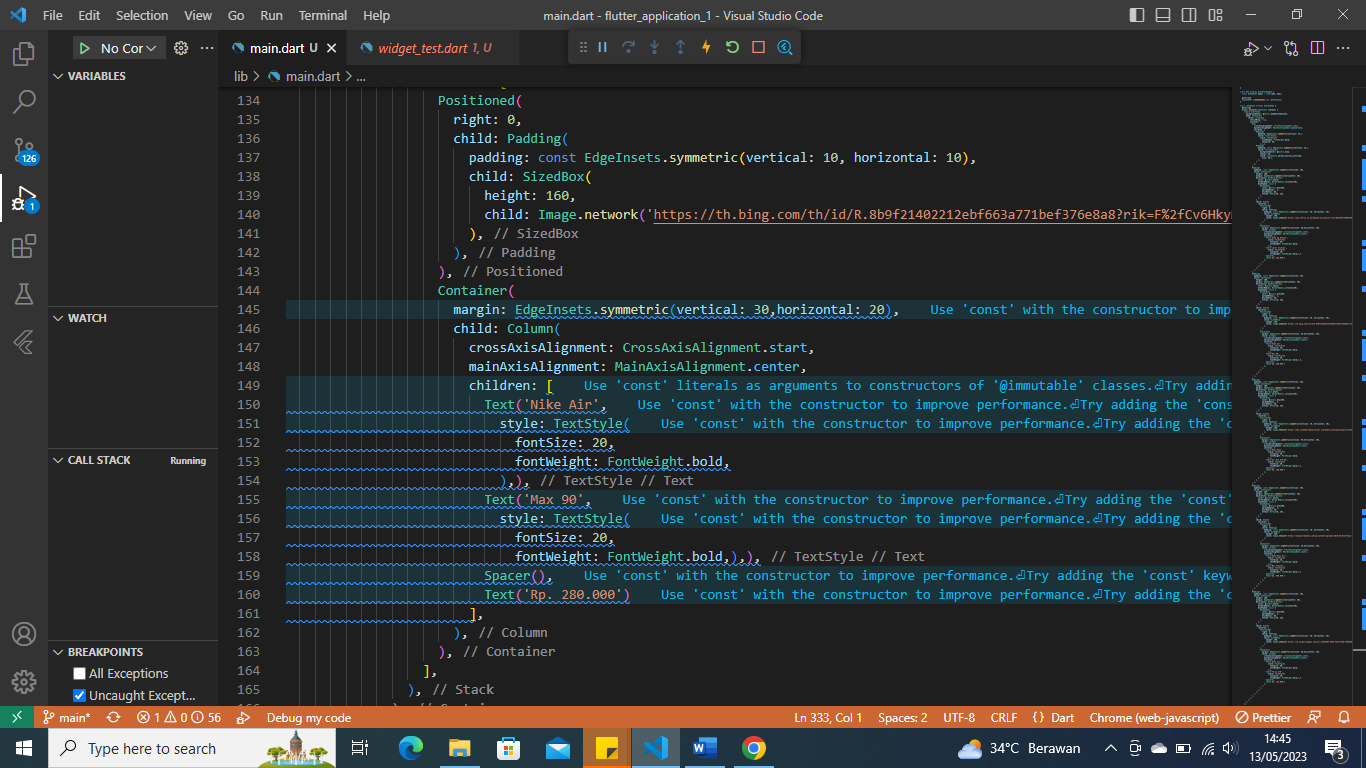 File Edit Selection View Go Run Terminal Help
main.dart - flutter_application_1 - Visual Studio Code
No Cor
main.dart U
widget_test.dart 1, U
lib > main.dart > ...
VARIABLES
WATCH
CALL STACK
Running
BREAKPOINTS
All Exceptions
Uncaught Except...
126
1
134 Positioned(
135 right: 0,
136 child: Padding(
137 padding: const EdgeInsets.symmetric(vertical: 10, horizontal: 10),
138 child: SizedBox(
139 height: 160,
140 child: Image.network('https://th.bing.com/th/id/R.8b9f21402212ebf663a771bef376e8a8?rik=F%2fCv6Hky
141 ), // SizedBox
142 ), // Padding
143 ), // Positioned
144 Container(
145 margin: EdgeInsets.symmetric(vertical: 30,horizontal: 20), Use 'const' with the constructor to imp
146 child: Column(
147 crossAxisAlignment: CrossAxisAlignment.start,
148 mainAxisAlignment: MainAxisAlignment.center,
149 children: [ Use 'const' literals as arguments to constructors of '@immutable' classes.⏎Try addin
150 Text('Nike Air', Use 'const' with the constructor to improve performance.⏎Try adding the 'cons
151 style: TextStyle( Use 'const' with the constructor to improve performance.⏎Try adding the 'c
152 fontSize: 20,
153 fontWeight: FontWeight.bold,
154 ),), // TextStyle // Text
155 Text('Max 90', Use 'const' with the constructor to improve performance.⏎Try adding the 'const'
156 style: TextStyle( Use 'const' with the constructor to improve performance.⏎Try adding the 'c
157 fontSize: 20,
158 fontWeight: FontWeight.bold,),), // TextStyle // Text
159 Spacer(), Use 'const' with the constructor to improve performance.⏎Try adding the 'const' keyw
160 Text('Rp. 280.000') Use 'const' with the constructor to improve performance.⏎Try adding the 'c
161 ],
162 ), // Column
163 ), // Container
164 ],
165 ), // Stack
main* 1 0 56 Debug my code
Ln 333, Col 1 Spaces: 2 UTF-8 CRLF {} Dart Chrome (web-javascript) Prettier
Type here to search
34°C Berawan
14:45
13/05/2023
3